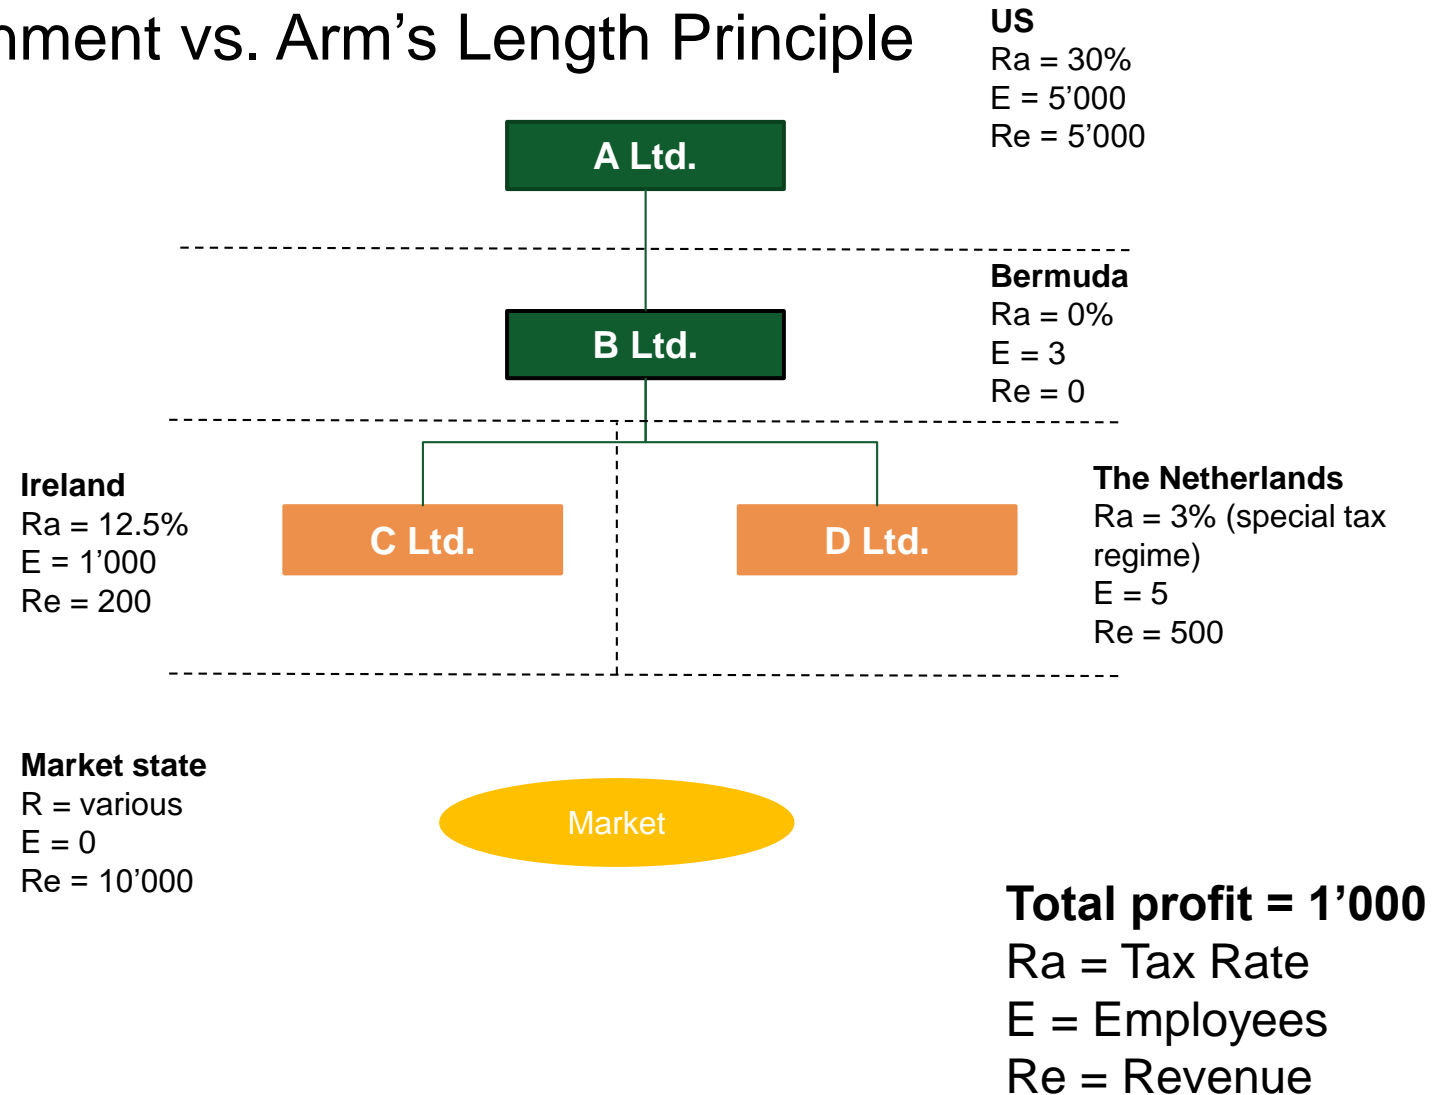 vs. Arm’s Length Principle
US
Ra = 30%
E = 5’000
Re = 5’000
A Ltd.
Bermuda
Ra = 0%
E = 3
Re = 0
B Ltd.
Ireland
Ra = 12.5%
E = 1’000
Re = 200
C Ltd.
D Ltd.
The Netherlands
Ra = 3% (special tax
regime)
E = 5
Re = 500
Market state
R = various
E = 0
Re = 10’000
Market
Total profit = 1’000
Ra = Tax Rate
E = Employees
Re = Revenue